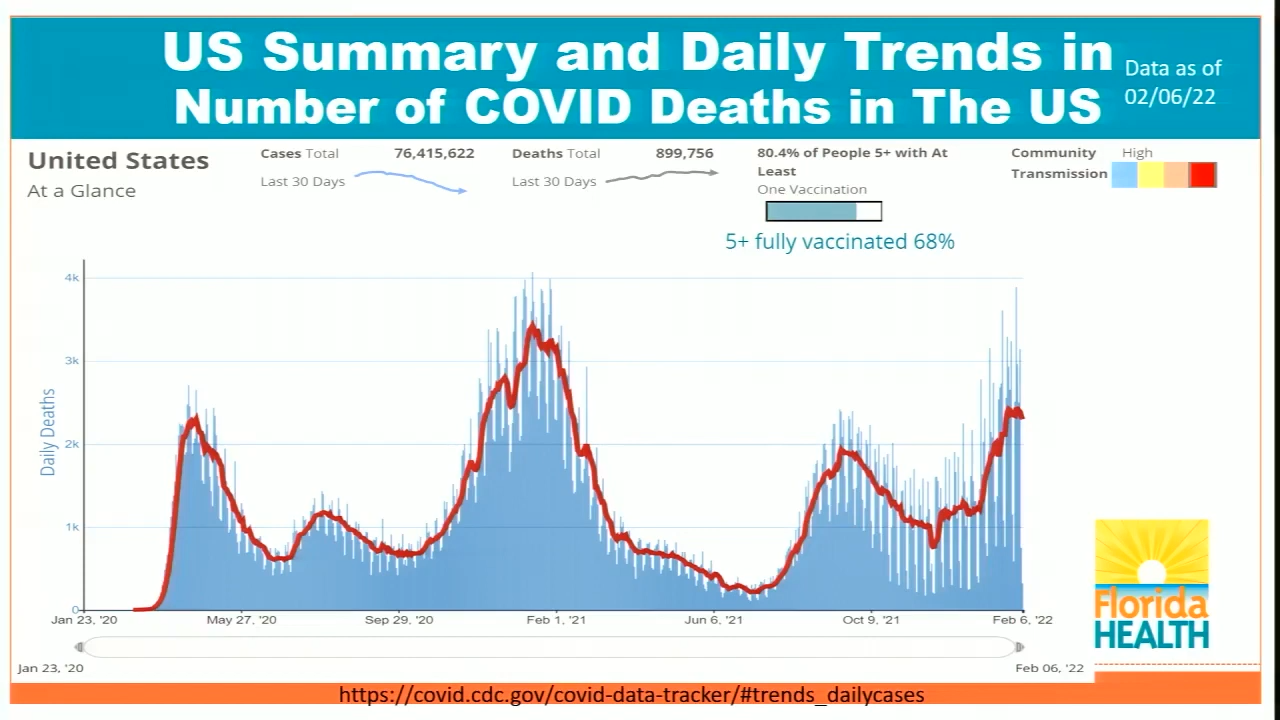 US Summary and Daily Trends in
Number of COVID Deaths in The US
Data as of
02/06/22
United States
At a Glance
Cases Total 76,415,622
Last 30 Days
Deaths Total 899,756
Last 30 Days
80.4% of People 5+ with At
Least
One Vaccination
5+ fully vaccinated 68%
Community High
Transmission
Daily Deaths
4k
3k
2k
1k
0
Jan 23, '20 May 27, '20 Sep 29, '20 Feb 1, '21 Jun 6, '21 Oct 9, '21 Feb 6, '22
Jan 23, '20 Feb 06, '22
Florida
HEALTH
https://covid.cdc.gov/covid-data-tracker/#trends_dailycases